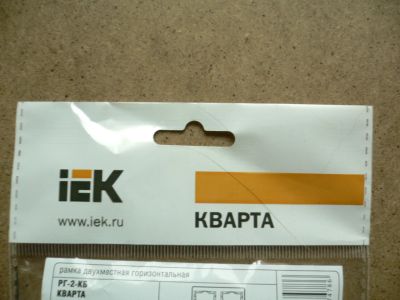 iEK
www.iek.ru
КВАРТА
рамка двухместная горизонтальная
РГ-2-КБ
КВАРТА